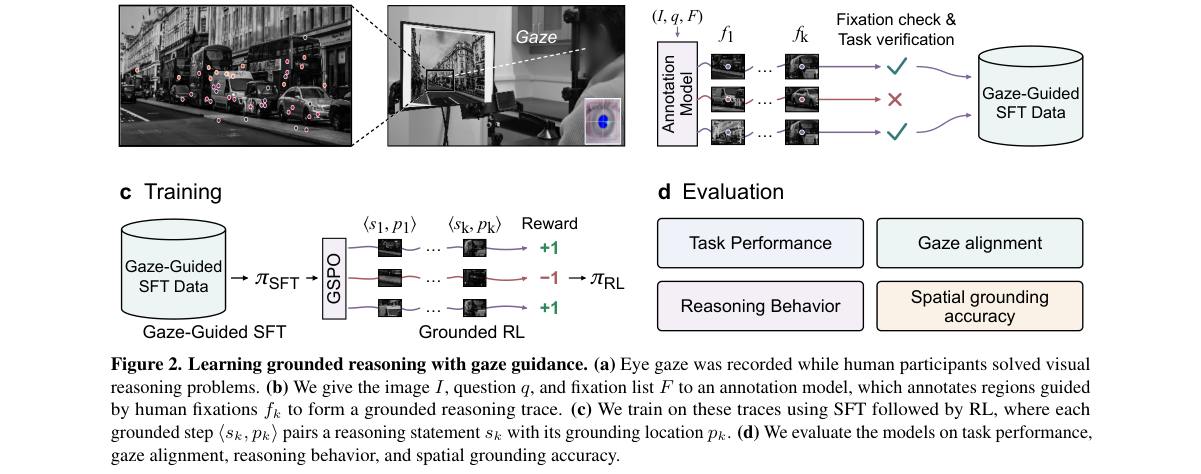 Gaze
(I, q, F)
f1
fk
Fixation check &
Task verification
Annotation
Model
...
...
...
Gaze-Guided
SFT Data
c Training
d Evaluation
Gaze-Guided
SFT Data
πSFT
GSPO
⟨s1, p1⟩
⟨sk, pk⟩
Reward
...
+1
...
−1
...
+1
πRL
Gaze-Guided SFT
Grounded RL
Task Performance
Gaze alignment
Reasoning Behavior
Spatial grounding
accuracy
Figure 2. Learning grounded reasoning with gaze guidance. (a) Eye gaze was recorded while human participants solved visual
reasoning problems. (b) We give the image I, question q, and fixation list F to an annotation model, which annotates regions guided
by human fixations fk to form a grounded reasoning trace. (c) We train on these traces using SFT followed by RL, where each
grounded step ⟨sk, pk⟩ pairs a reasoning statement sk with its grounding location pk. (d) We evaluate the models on task performance,
gaze alignment, reasoning behavior, and spatial grounding accuracy.